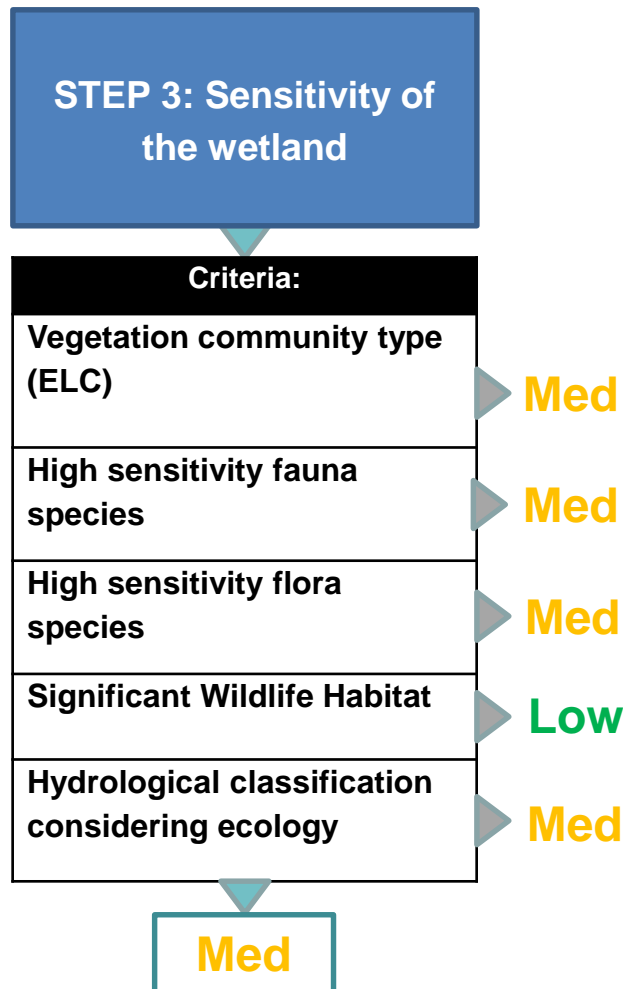 STEP 3: Sensitivity of
the wetland
Criteria:
Vegetation community type
(ELC)
Med
High sensitivity fauna
species
Med
High sensitivity flora
species
Med
Significant Wildlife Habitat
Low
Hydrological classification
considering ecology
Med
Med